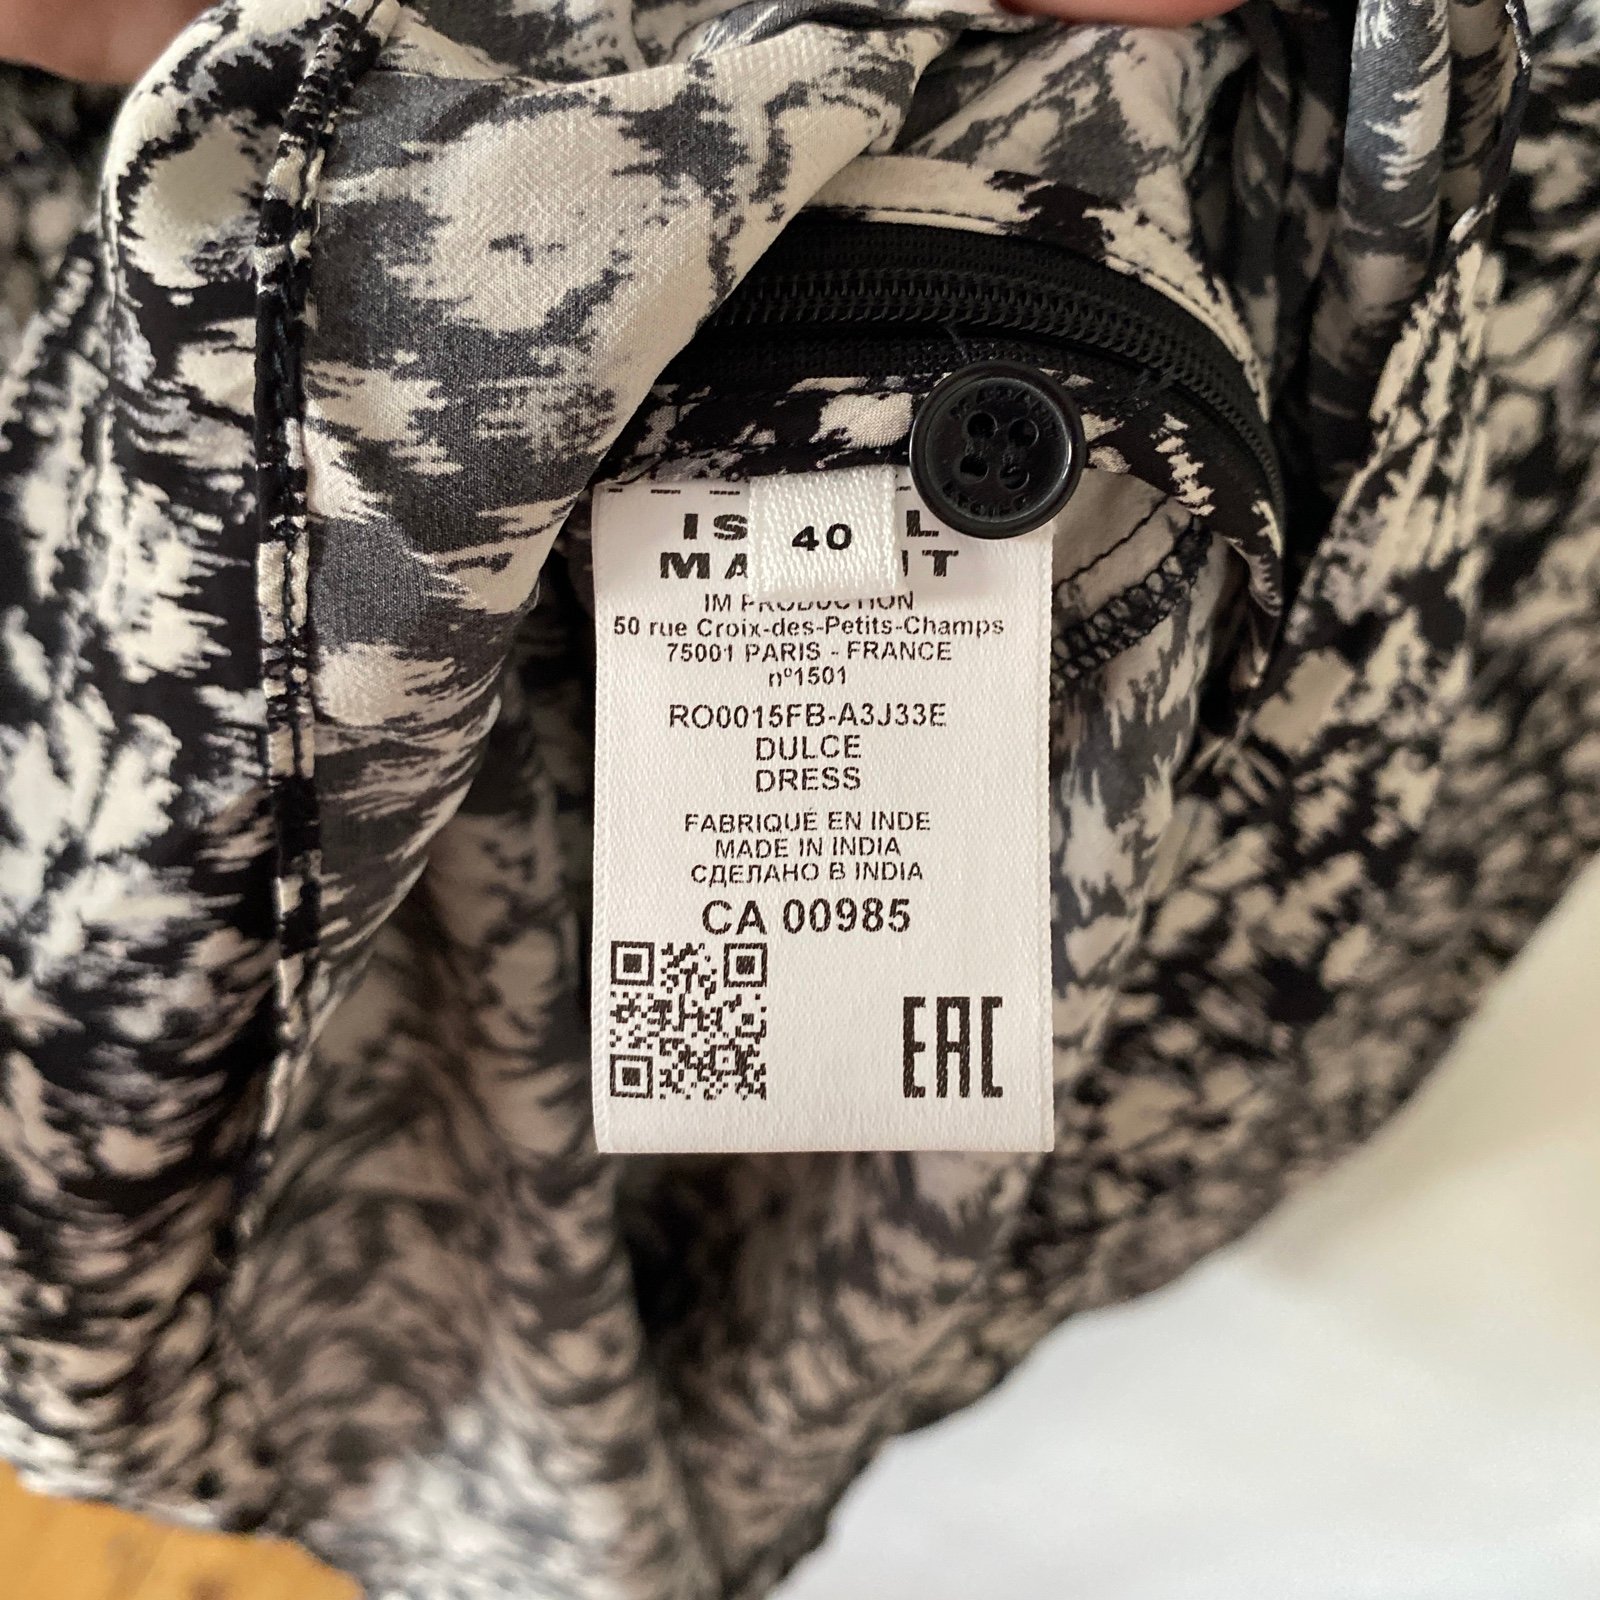 40
IM PRODUCTION
50 rue Croix-des-Petits-Champs
75001 PARIS - FRANCE
n°1501
RO0015FB-A3J33E
DULCE
DRESS
FABRIQUÉ EN INDE
MADE IN INDIA
СДЕЛАНО В INDIA
CA 00985
EAC